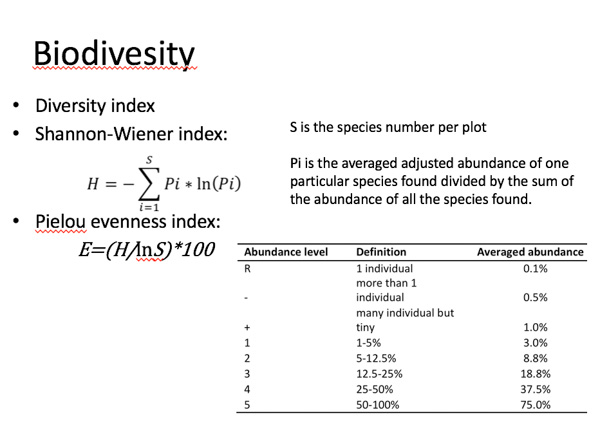 Biodivesity
• Diversity index
• Shannon-Wiener index:
H = − ∑_{i=1}^{S} Pi ∗ ln(Pi)
• Pielou evenness index:
E=(H/lnS)*100
S is the species number per plot
Pi is the averaged adjusted abundance of one
particular species found divided by the sum of
the abundance of all the species found.
Abundance level Definition Averaged abundance
R 1 individual 0.1%
more than 1
- individual 0.5%
many individual but
+ tiny 1.0%
1 1-5% 3.0%
2 5-12.5% 8.8%
3 12.5-25% 18.8%
4 25-50% 37.5%
5 50-100% 75.0%